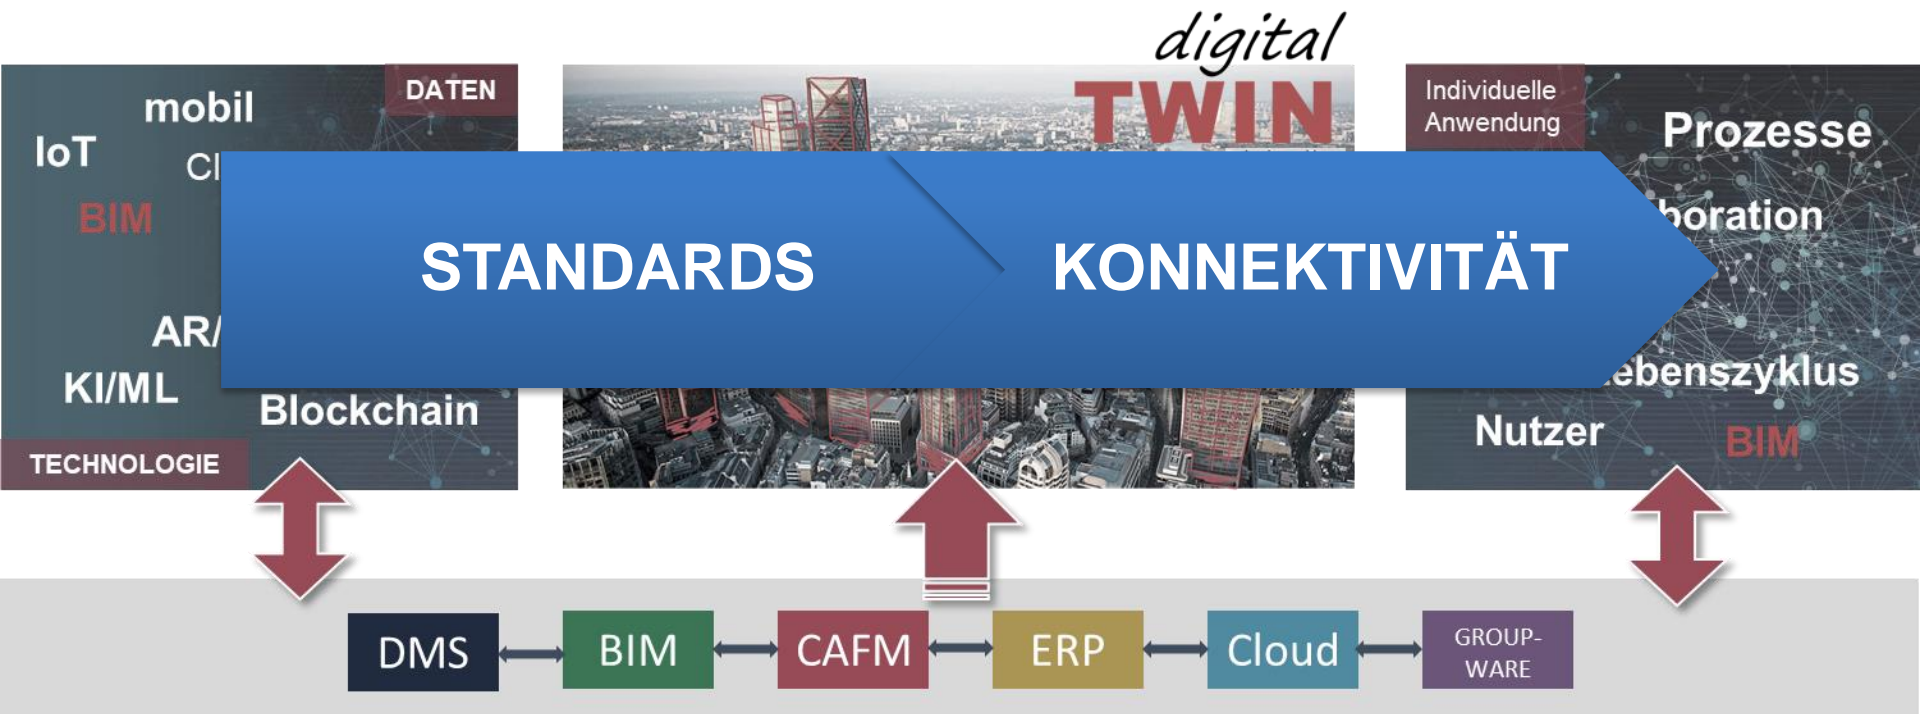 digital
TWIN
DATEN
mobil
IoT
BIM
KI/ML
Blockchain
TECHNOLOGIE
STANDARDS
KONNEKTIVITÄT
Individuelle
Anwendung
Prozesse
Nutzer
BIM
DMS
BIM
CAFM
ERP
Cloud
GROUP-
WARE